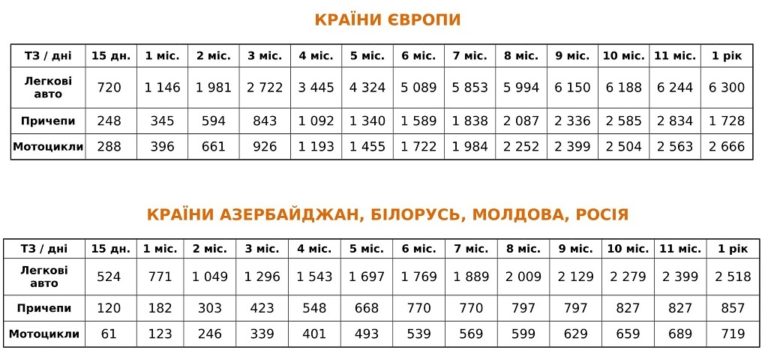 КРАЇНИ ЄВРОПИ
ТЗ / дні 15 дн. 1 міс. 2 міс. 3 міс. 4 міс. 5 міс. 6 міс. 7 міс. 8 міс. 9 міс. 10 міс. 11 міс. 1 рік
Легкові авто 720 1 146 1 981 2 722 3 445 4 324 5 089 5 853 5 994 6 150 6 188 6 244 6 300
Причепи 248 345 594 843 1 092 1 340 1 589 1 838 2 087 2 336 2 585 2 834 1 728
Мотоцикли 288 396 661 926 1 193 1 455 1 722 1 984 2 252 2 399 2 504 2 563 2 666
КРАЇНИ АЗЕРБАЙДЖАН, БІЛОРУСЬ, МОЛДОВА, РОСІЯ
ТЗ / дні 15 дн. 1 міс. 2 міс. 3 міс. 4 міс. 5 міс. 6 міс. 7 міс. 8 міс. 9 міс. 10 міс. 11 міс. 1 рік
Легкові авто 524 771 1 049 1 296 1 543 1 697 1 769 1 889 2 009 2 129 2 279 2 399 2 518
Причепи 120 182 303 423 548 668 770 770 797 797 827 827 857
Мотоцикли 61 123 246 339 401 493 539 569 599 629 659 689 719